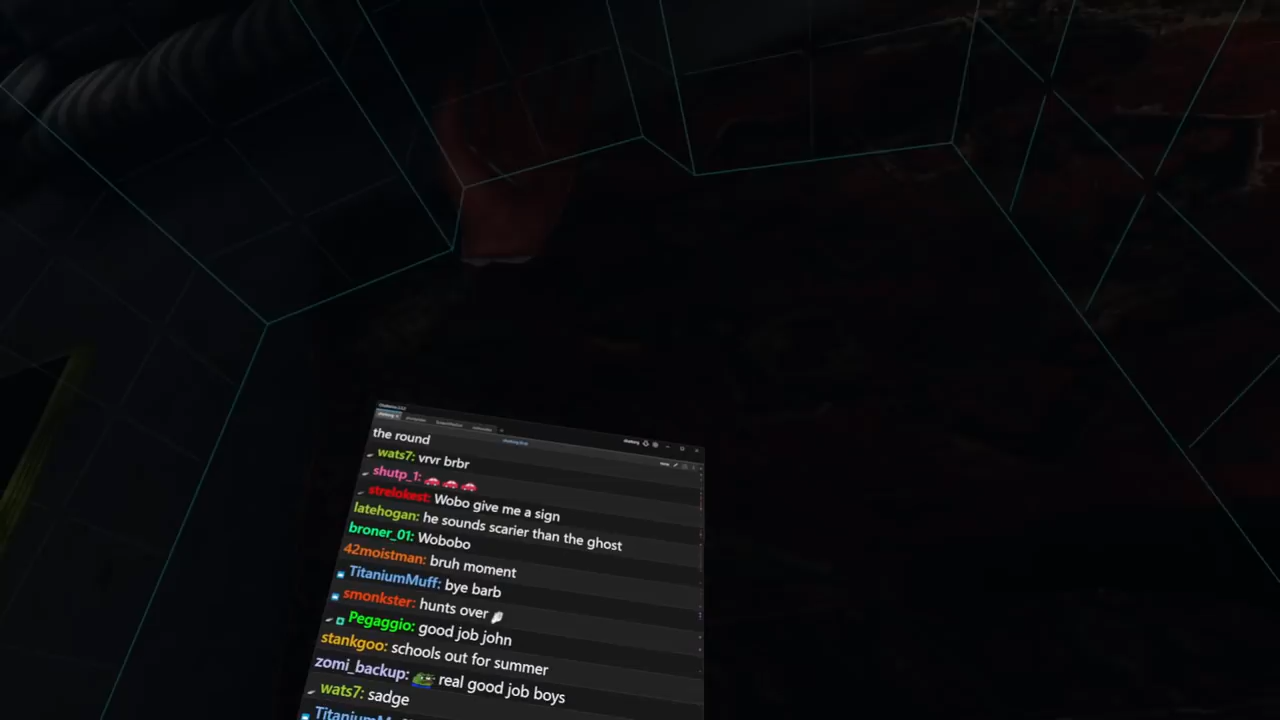 the round
wats7: vrvr brbr
shutp_1:
strelokest: Wobo give me a sign
latehogan: he sounds scarier than the ghost
broner_01: Wobobo
42moistman: bruh moment
TitaniumMuff: bye barb
smonkster: hunts over
Pegaggio: good job john
stankgoo: schools out for summer
zomi_backup: real good job boys
wats7: sadge